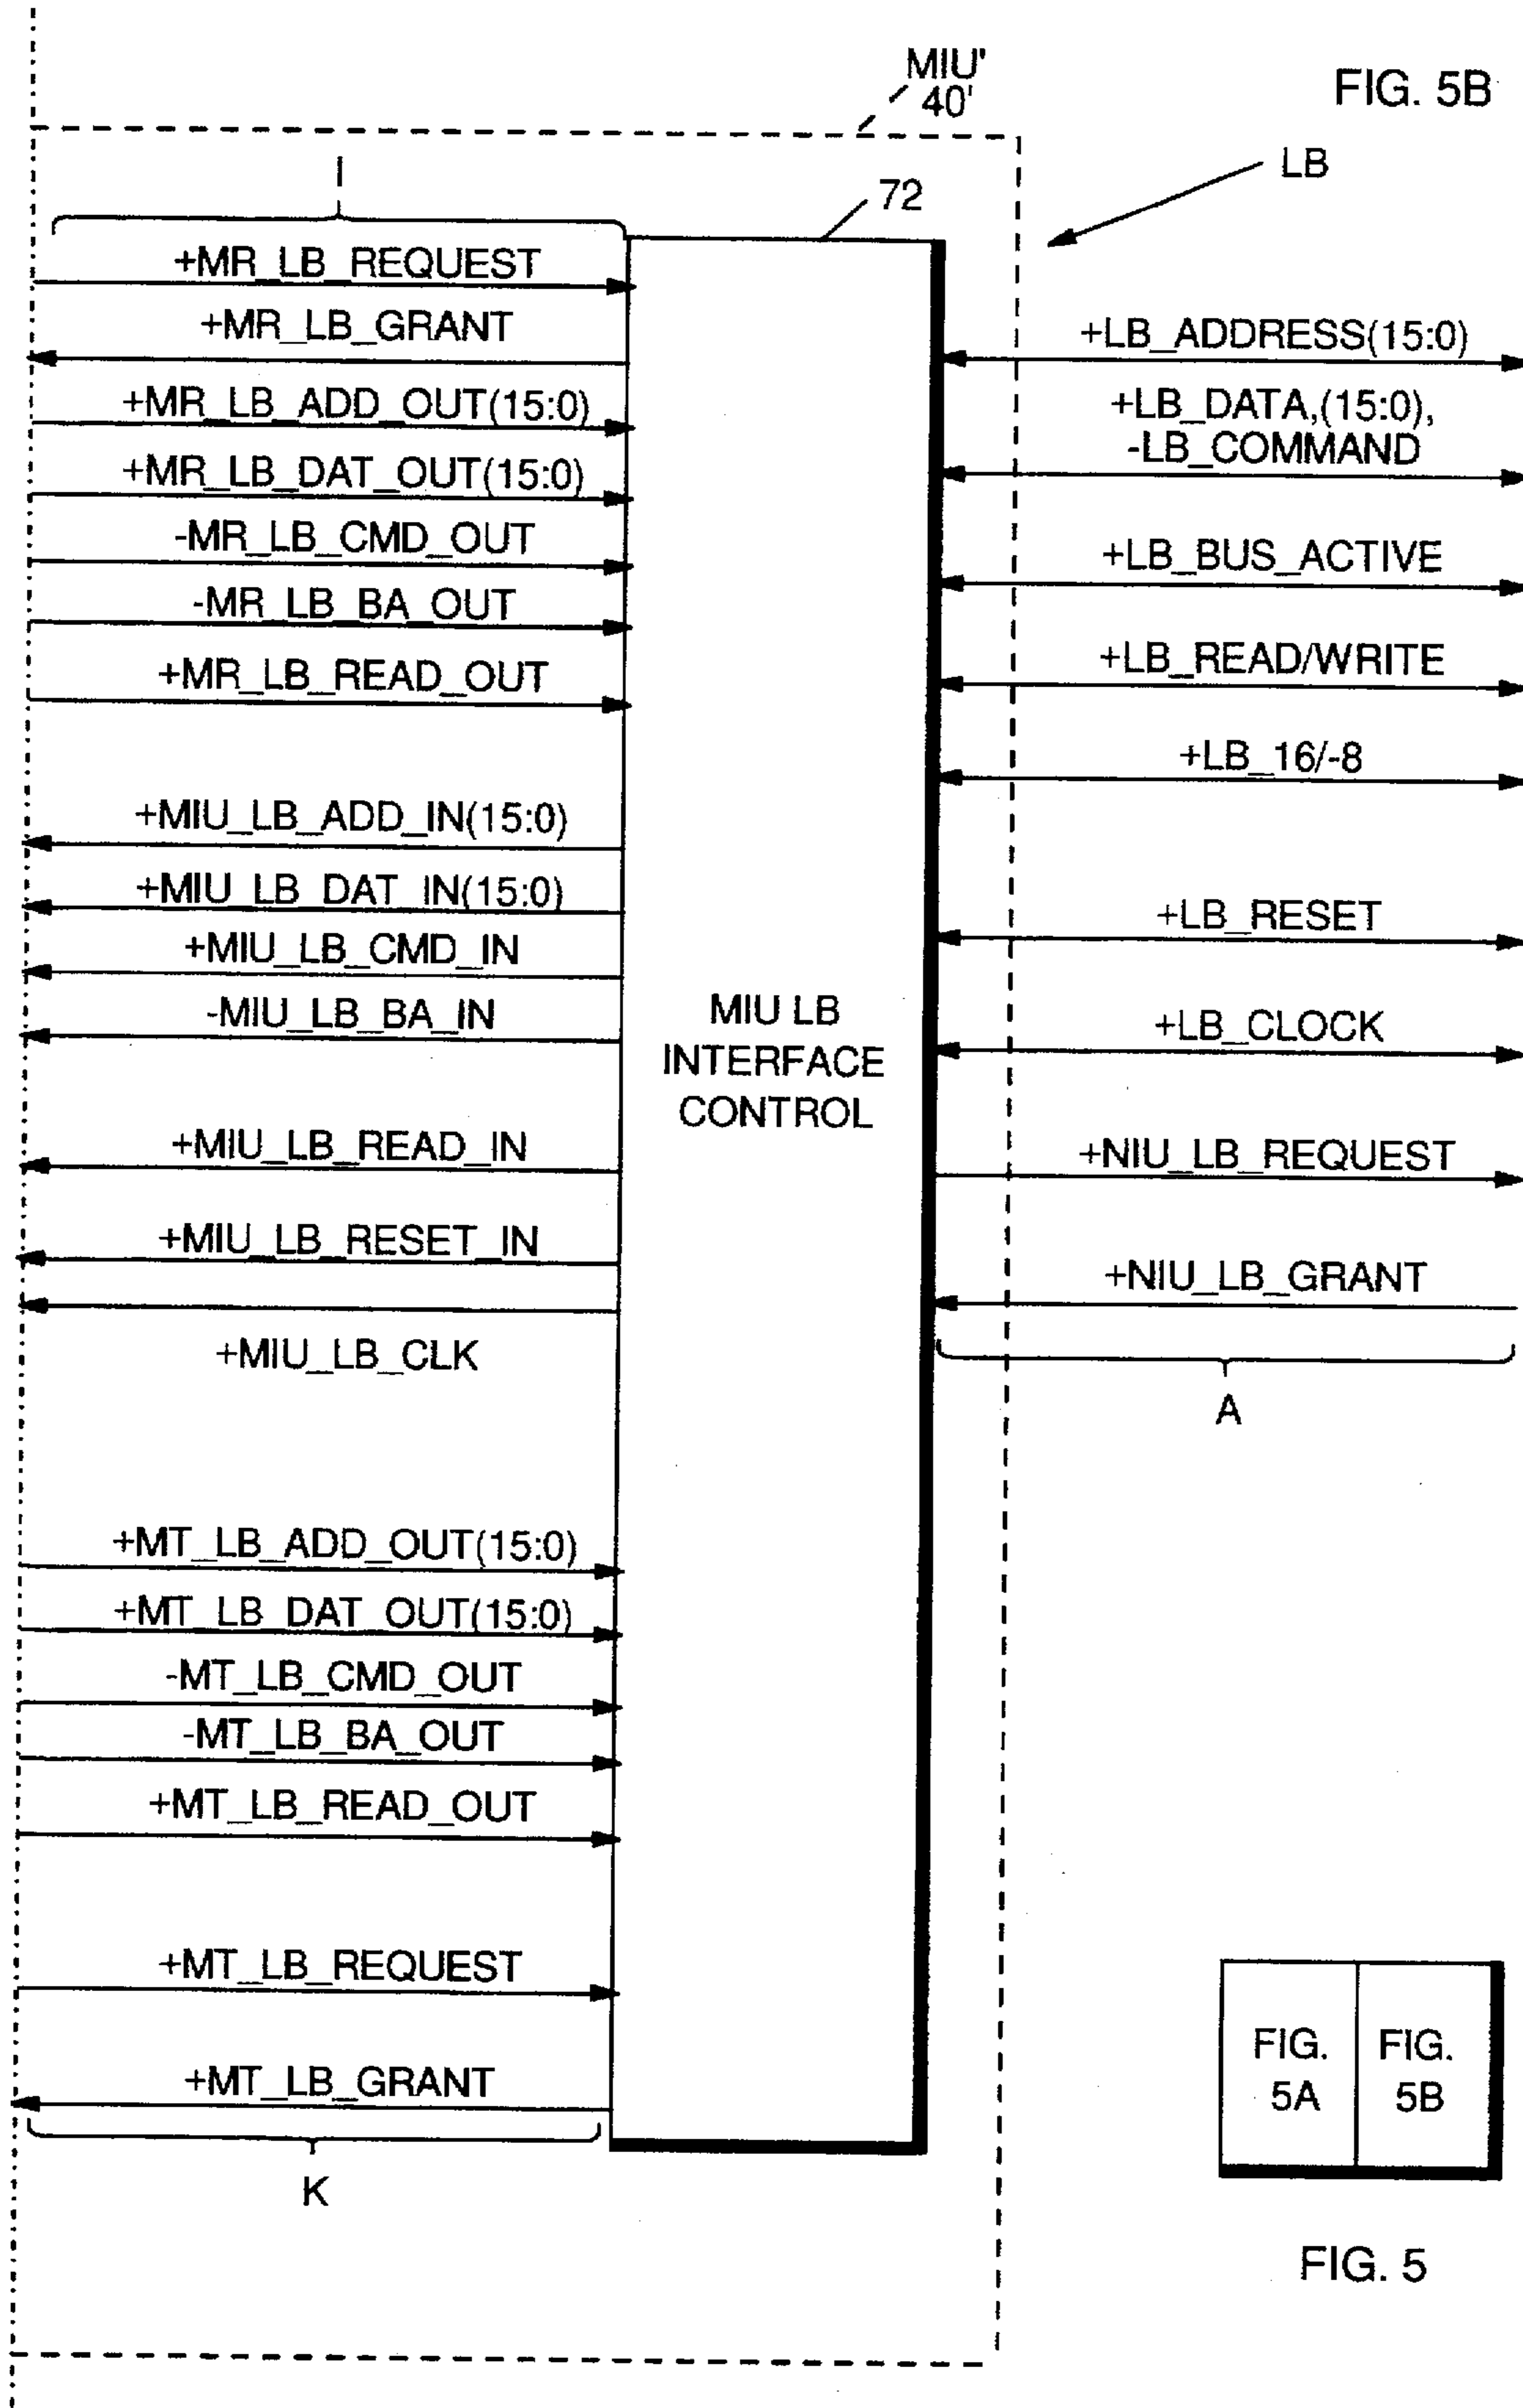 MIU'
40'
FIG. 5B
LB
I
72
+MR_LB_REQUEST
+MR_LB_GRANT
+MR_LB_ADD_OUT(15:0)
+MR_LB_DAT_OUT(15:0)
-MR_LB_CMD_OUT
-MR_LB_BA_OUT
+MR_LB_READ_OUT
+MIU_LB_ADD_IN(15:0)
+MIU_LB_DAT_IN(15:0)
+MIU_LB_CMD_IN
-MIU_LB_BA_IN
+MIU_LB_READ_IN
+MIU_LB_RESET_IN
+MIU_LB_CLK
+MT_LB_ADD_OUT(15:0)
+MT_LB_DAT_OUT(15:0)
-MT_LB_CMD_OUT
-MT_LB_BA_OUT
+MT_LB_READ_OUT
+MT_LB_REQUEST
+MT_LB_GRANT
K
MIU LB
INTERFACE
CONTROL
+LB_ADDRESS(15:0)
+LB_DATA,(15:0),
-LB_COMMAND
+LB_BUS_ACTIVE
+LB_READ/WRITE
+LB_16/-8
+LB_RESET
+LB_CLOCK
+NIU_LB_REQUEST
+NIU_LB_GRANT
A
FIG.
5A
FIG.
5B
FIG. 5